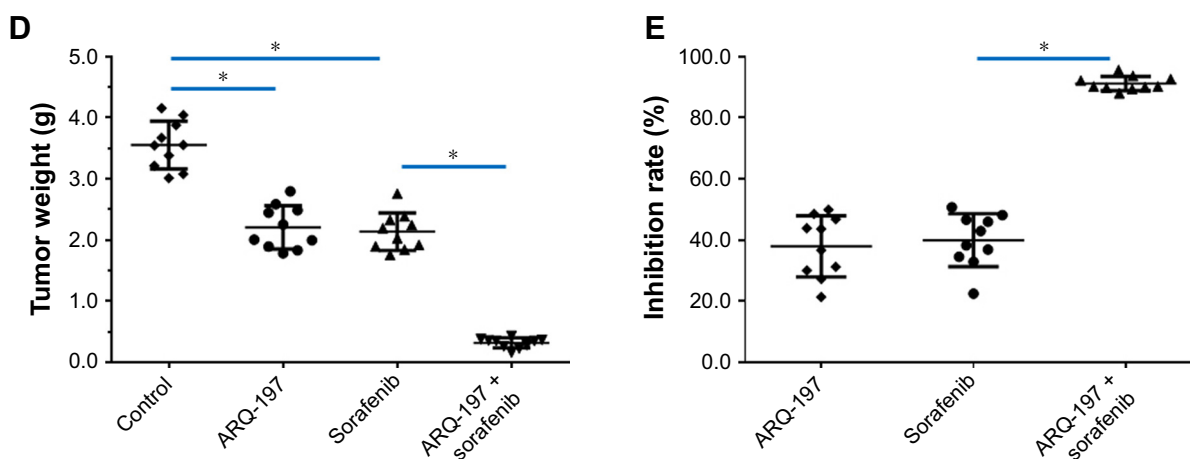 D
Tumor weight (g)
5.0
4.0
3.0
2.0
1.0
0.0
*
*
*
Control
ARQ-197
Sorafenib
ARQ-197 +
sorafenib
E
Inhibition rate (%)
100.0
80.0
60.0
40.0
20.0
0.0
*
ARQ-197
Sorafenib
ARQ-197 +
sorafenib